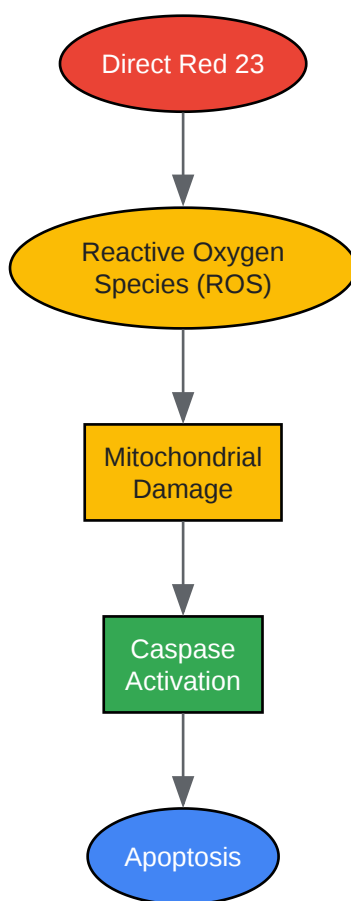 Direct Red 23
Reactive Oxygen
Species (ROS)
Mitochondrial
Damage
Caspase
Activation
Apoptosis